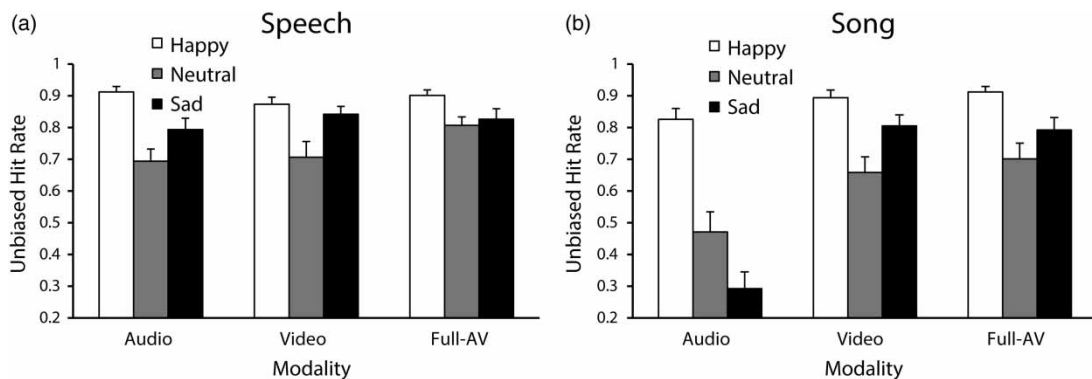 (a)
Speech
Happy
Neutral
Sad
Unbiased Hit Rate
1
0.9
0.8
0.7
0.6
0.5
0.4
0.3
0.2
Audio Video Full-AV
Modality
(b)
Song
Happy
Neutral
Sad
Unbiased Hit Rate
1
0.9
0.8
0.7
0.6
0.5
0.4
0.3
0.2
Audio Video Full-AV
Modality